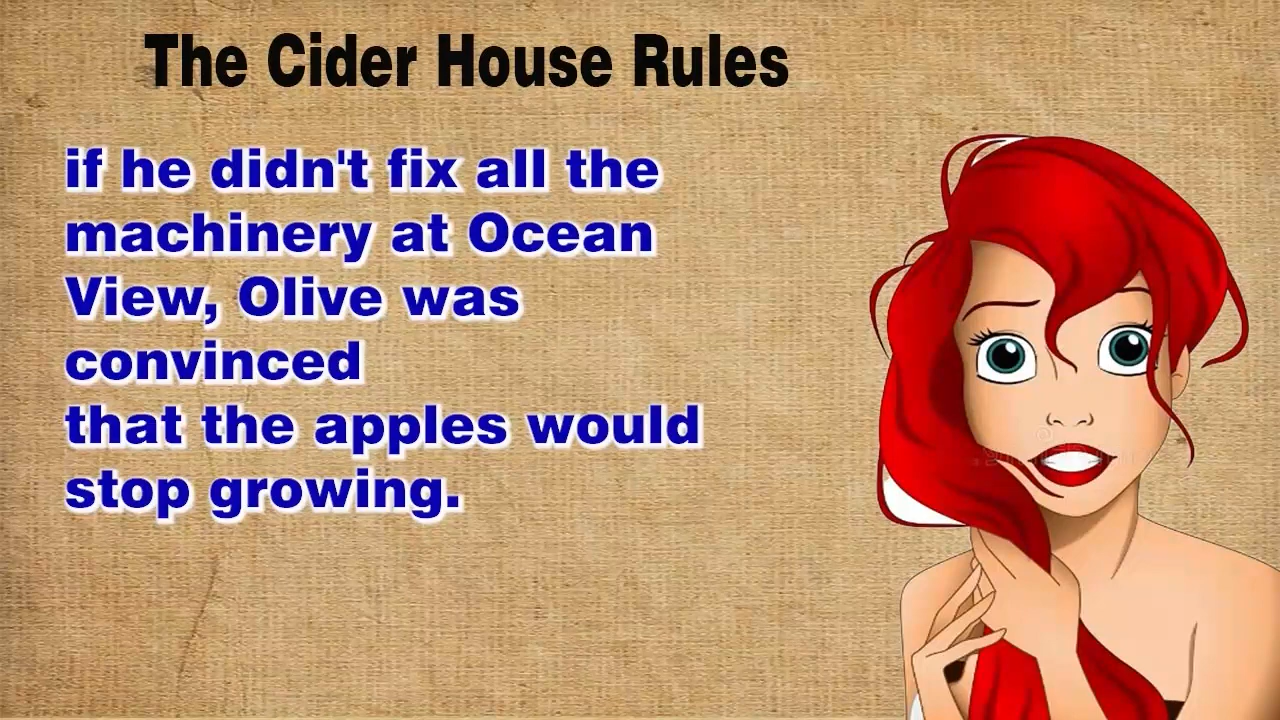 The Cider House Rules
if he didn't fix all the
machinery at Ocean
View, Olive was
convinced
that the apples would
stop growing.